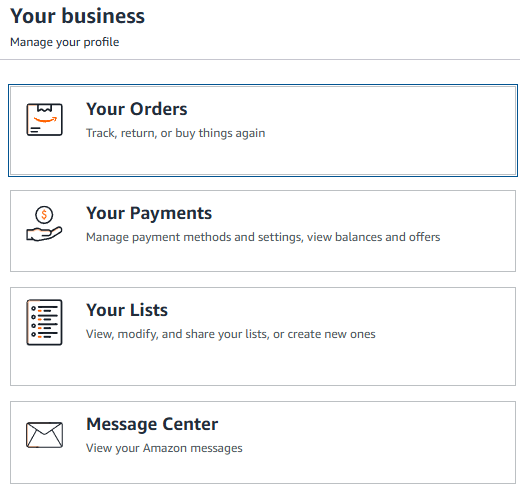 Your business
Manage your profile
Your Orders
Track, return, or buy things again
$
Your Payments
Manage payment methods and settings, view balances and offers
Your Lists
View, modify, and share your lists, or create new ones
Message Center
View your Amazon messages